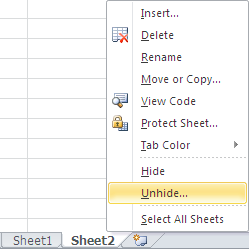 Insert...
Delete
Rename
Move or Copy...
View Code
Protect Sheet...
Tab Color
Hide
Unhide...
Select All Sheets
Sheet1 Sheet2